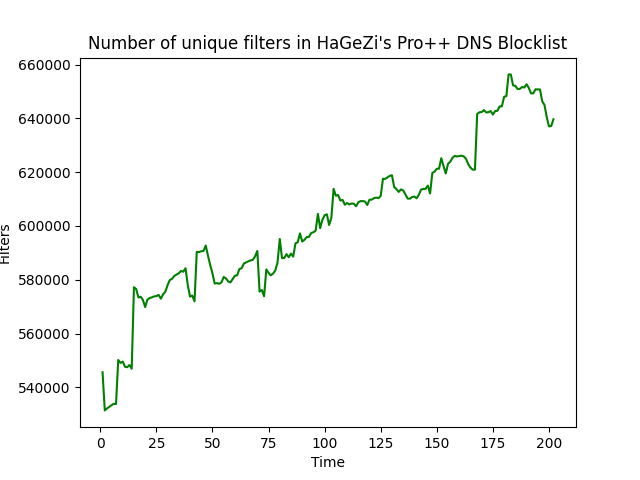 Number of unique filters in HaGeZi's Pro++ DNS Blocklist
660000
640000
620000
600000
580000
560000
540000
Filters
0 25 50 75 100 125 150 175 200
Time